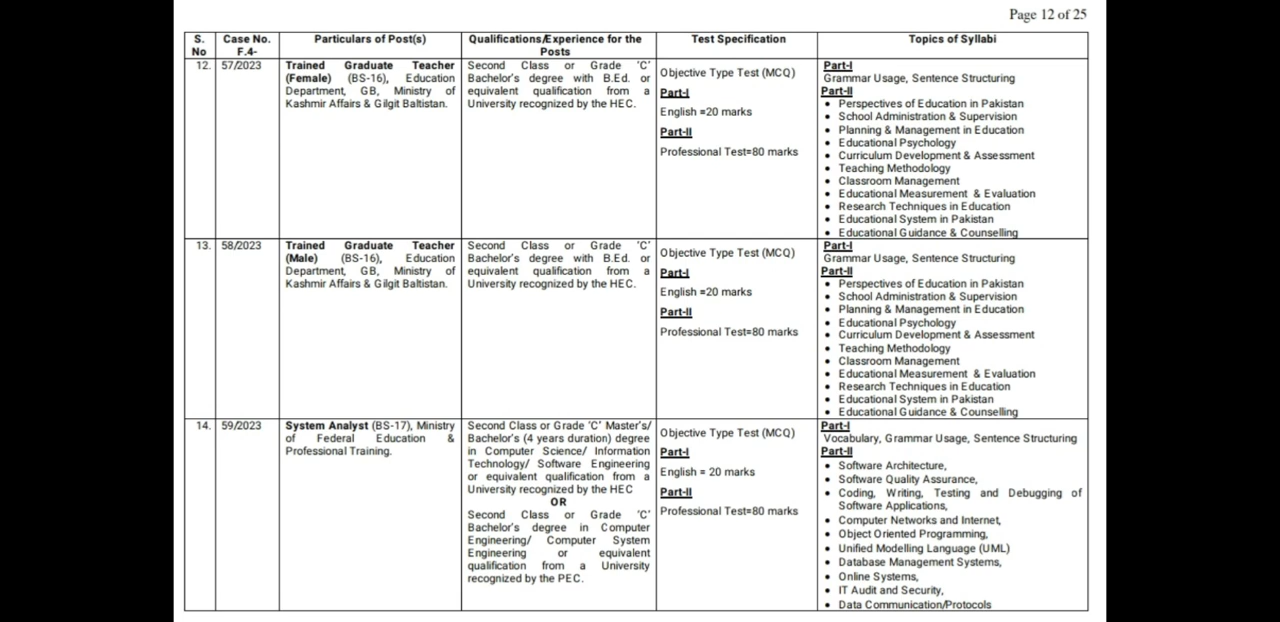 Page 12 of 25
S. No
Case No. F.4-
Particulars of Post(s)
Qualifications/Experience for the Posts
Test Specification
Topics of Syllabi
12.
57/2023
Trained Graduate Teacher
(Female) (BS-16), Education
Department, GB, Ministry of
Kashmir Affairs & Gilgit Baltistan.
Second Class or Grade 'C'
Bachelor's degree with B.Ed. or
equivalent qualification from a
University recognized by the HEC.
Objective Type Test (MCQ)
Part-I
English =20 marks
Part-II
Professional Test=80 marks
Part-I
Grammar Usage, Sentence Structuring
Part-II
• Perspectives of Education in Pakistan
• School Administration & Supervision
• Planning & Management in Education
• Educational Psychology
• Curriculum Development & Assessment
• Teaching Methodology
• Classroom Management
• Educational Measurement & Evaluation
• Research Techniques in Education
• Educational System in Pakistan
• Educational Guidance & Counselling
13.
58/2023
Trained Graduate Teacher
(Male) (BS-16), Education
Department, GB, Ministry of
Kashmir Affairs & Gilgit Baltistan.
Second Class or Grade 'C'
Bachelor's degree with B.Ed. or
equivalent qualification from a
University recognized by the HEC.
Objective Type Test (MCQ)
Part-I
English =20 marks
Part-II
Professional Test=80 marks
Part-I
Grammar Usage, Sentence Structuring
Part-II
• Perspectives of Education in Pakistan
• School Administration & Supervision
• Planning & Management in Education
• Educational Psychology
• Curriculum Development & Assessment
• Teaching Methodology
• Classroom Management
• Educational Measurement & Evaluation
• Research Techniques in Education
• Educational System in Pakistan
• Educational Guidance & Counselling
14.
59/2023
System Analyst (BS-17), Ministry
of Federal Education &
Professional Training.
Second Class or Grade 'C' Master's/
Bachelor's (4 years duration) degree
in Computer Science/ Information
Technology/ Software Engineering
or equivalent qualification from a
University recognized by the HEC
OR
Second Class or Grade 'C'
Bachelor's degree in Computer
Engineering/ Computer System
Engineering or equivalent
qualification from a University
recognized by the PEC.
Objective Type Test (MCQ)
Part-I
English = 20 marks
Part-II
Professional Test=80 marks
Part-I
Vocabulary, Grammar Usage, Sentence Structuring
Part-II
• Software Architecture,
• Software Quality Assurance,
• Coding, Writing, Testing and Debugging of
Software Applications,
• Computer Networks and Internet,
• Object Oriented Programming,
• Unified Modelling Language (UML)
• Database Management Systems,
• Online Systems,
• IT Audit and Security,
• Data Communication/Protocols